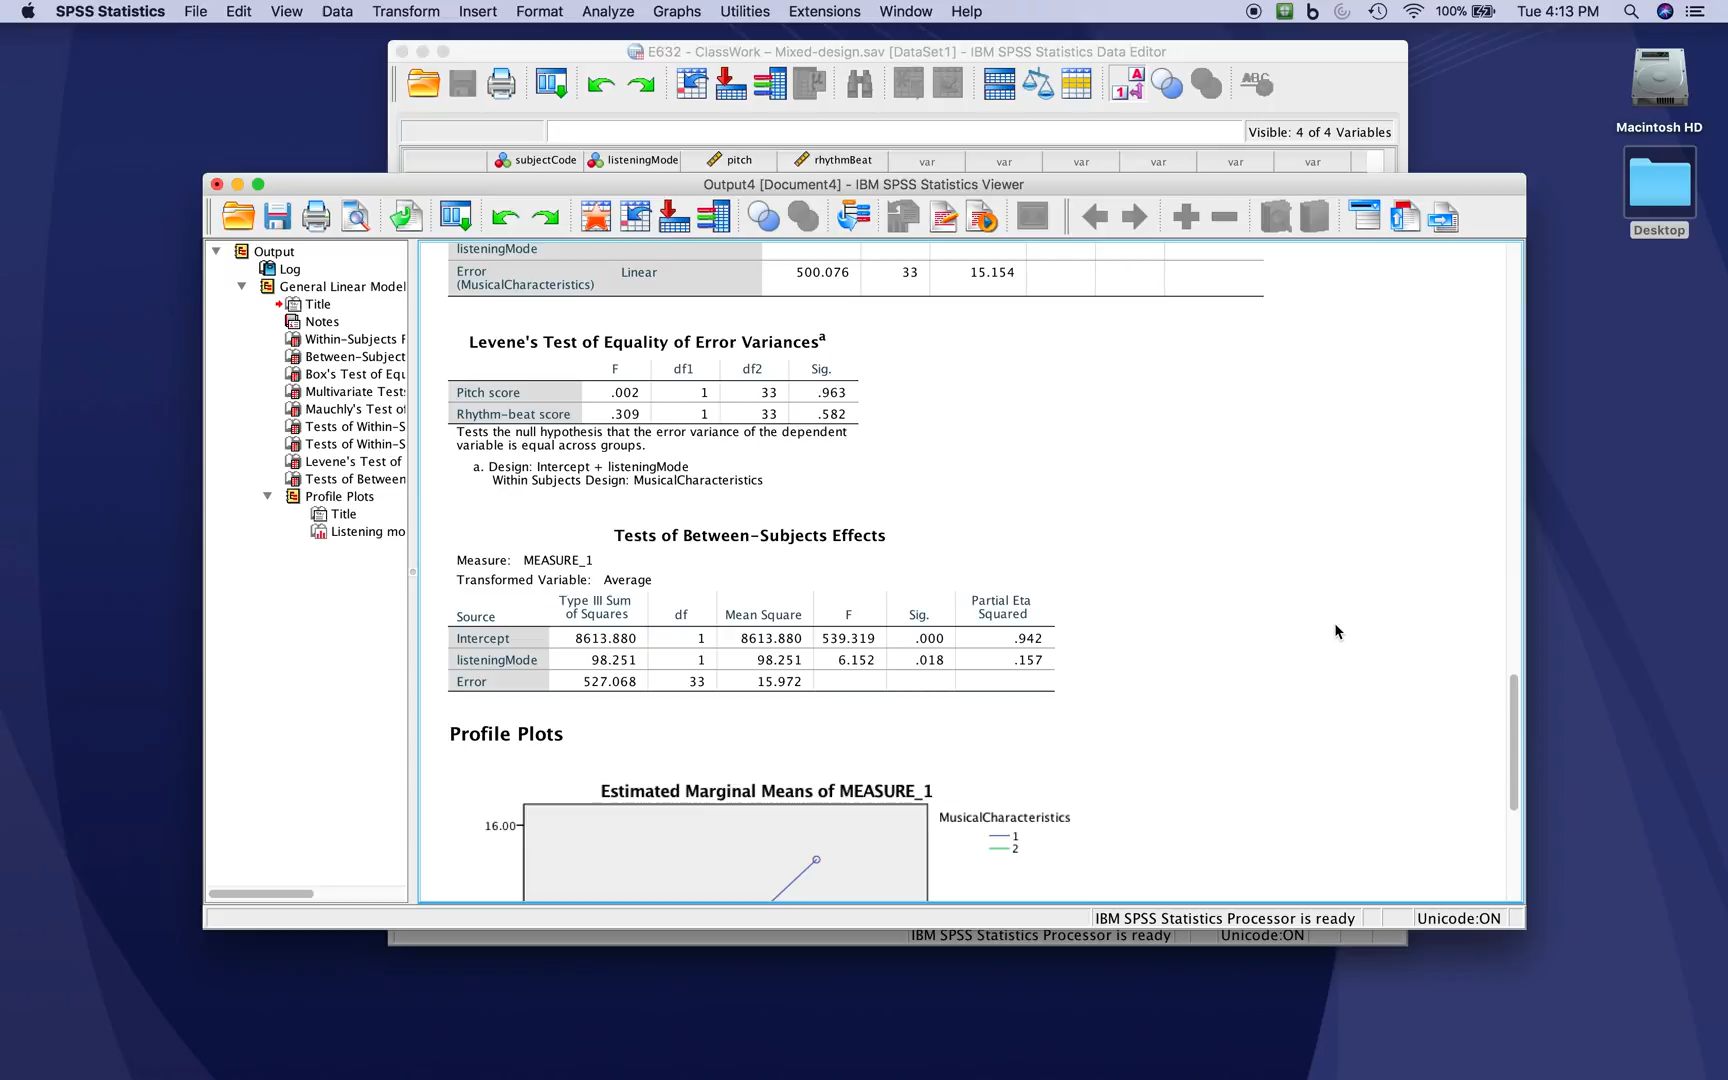 SPSS Statistics File Edit View Data Transform Insert Format Analyze Graphs Utilities Extensions Window Help 100% Tue 4:13 PM
E632 - ClassWork – Mixed-design.sav [DataSet1] - IBM SPSS Statistics Data Editor
A
1
ABC
Visible: 4 of 4 Variables
subjectCode listeningMode pitch rhythmBeat var var var var var var
Macintosh HD
Desktop
Output4 [Document4] - IBM SPSS Statistics Viewer
Output
Log
General Linear Model
Title
Notes
Within-Subjects F
Between-Subject
Box's Test of Equ
Multivariate Test
Mauchly's Test of
Tests of Within-S
Tests of Within-S
Levene's Test of
Tests of Between
Profile Plots
Title
Listening mo
listeningMode
Error Linear 500.076 33 15.154
(MusicalCharacteristics)
Levene's Test of Equality of Error Variancesa
F df1 df2 Sig.
Pitch score .002 1 33 .963
Rhythm-beat score .309 1 33 .582
Tests the null hypothesis that the error variance of the dependent
variable is equal across groups.
a. Design: Intercept + listeningMode
Within Subjects Design: MusicalCharacteristics
Tests of Between-Subjects Effects
Measure: MEASURE_1
Transformed Variable: Average
Source Type III Sum of Squares df Mean Square F Sig. Partial Eta Squared
Intercept 8613.880 1 8613.880 539.319 .000 .942
listeningMode 98.251 1 98.251 6.152 .018 .157
Error 527.068 33 15.972
Profile Plots
Estimated Marginal Means of MEASURE_1
16.00
MusicalCharacteristics
1
2
IBM SPSS Statistics Processor is ready Unicode:ON
IBM SPSS Statistics Processor is ready Unicode:ON